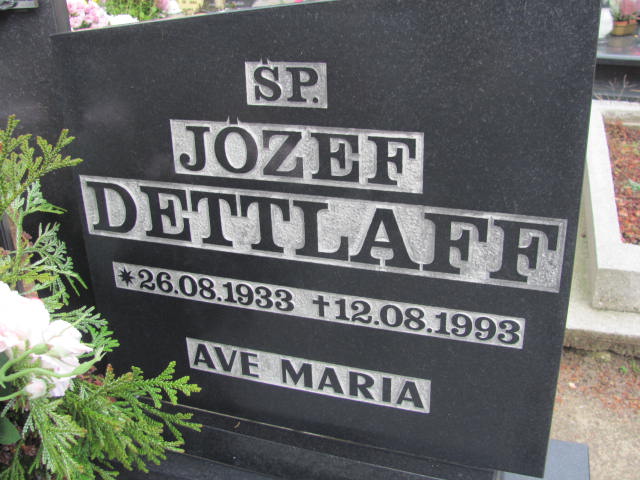 ŚP.
JÓZEF
DETTLAFF
*26.08.1933 †12.08.1993
AVE MARIA